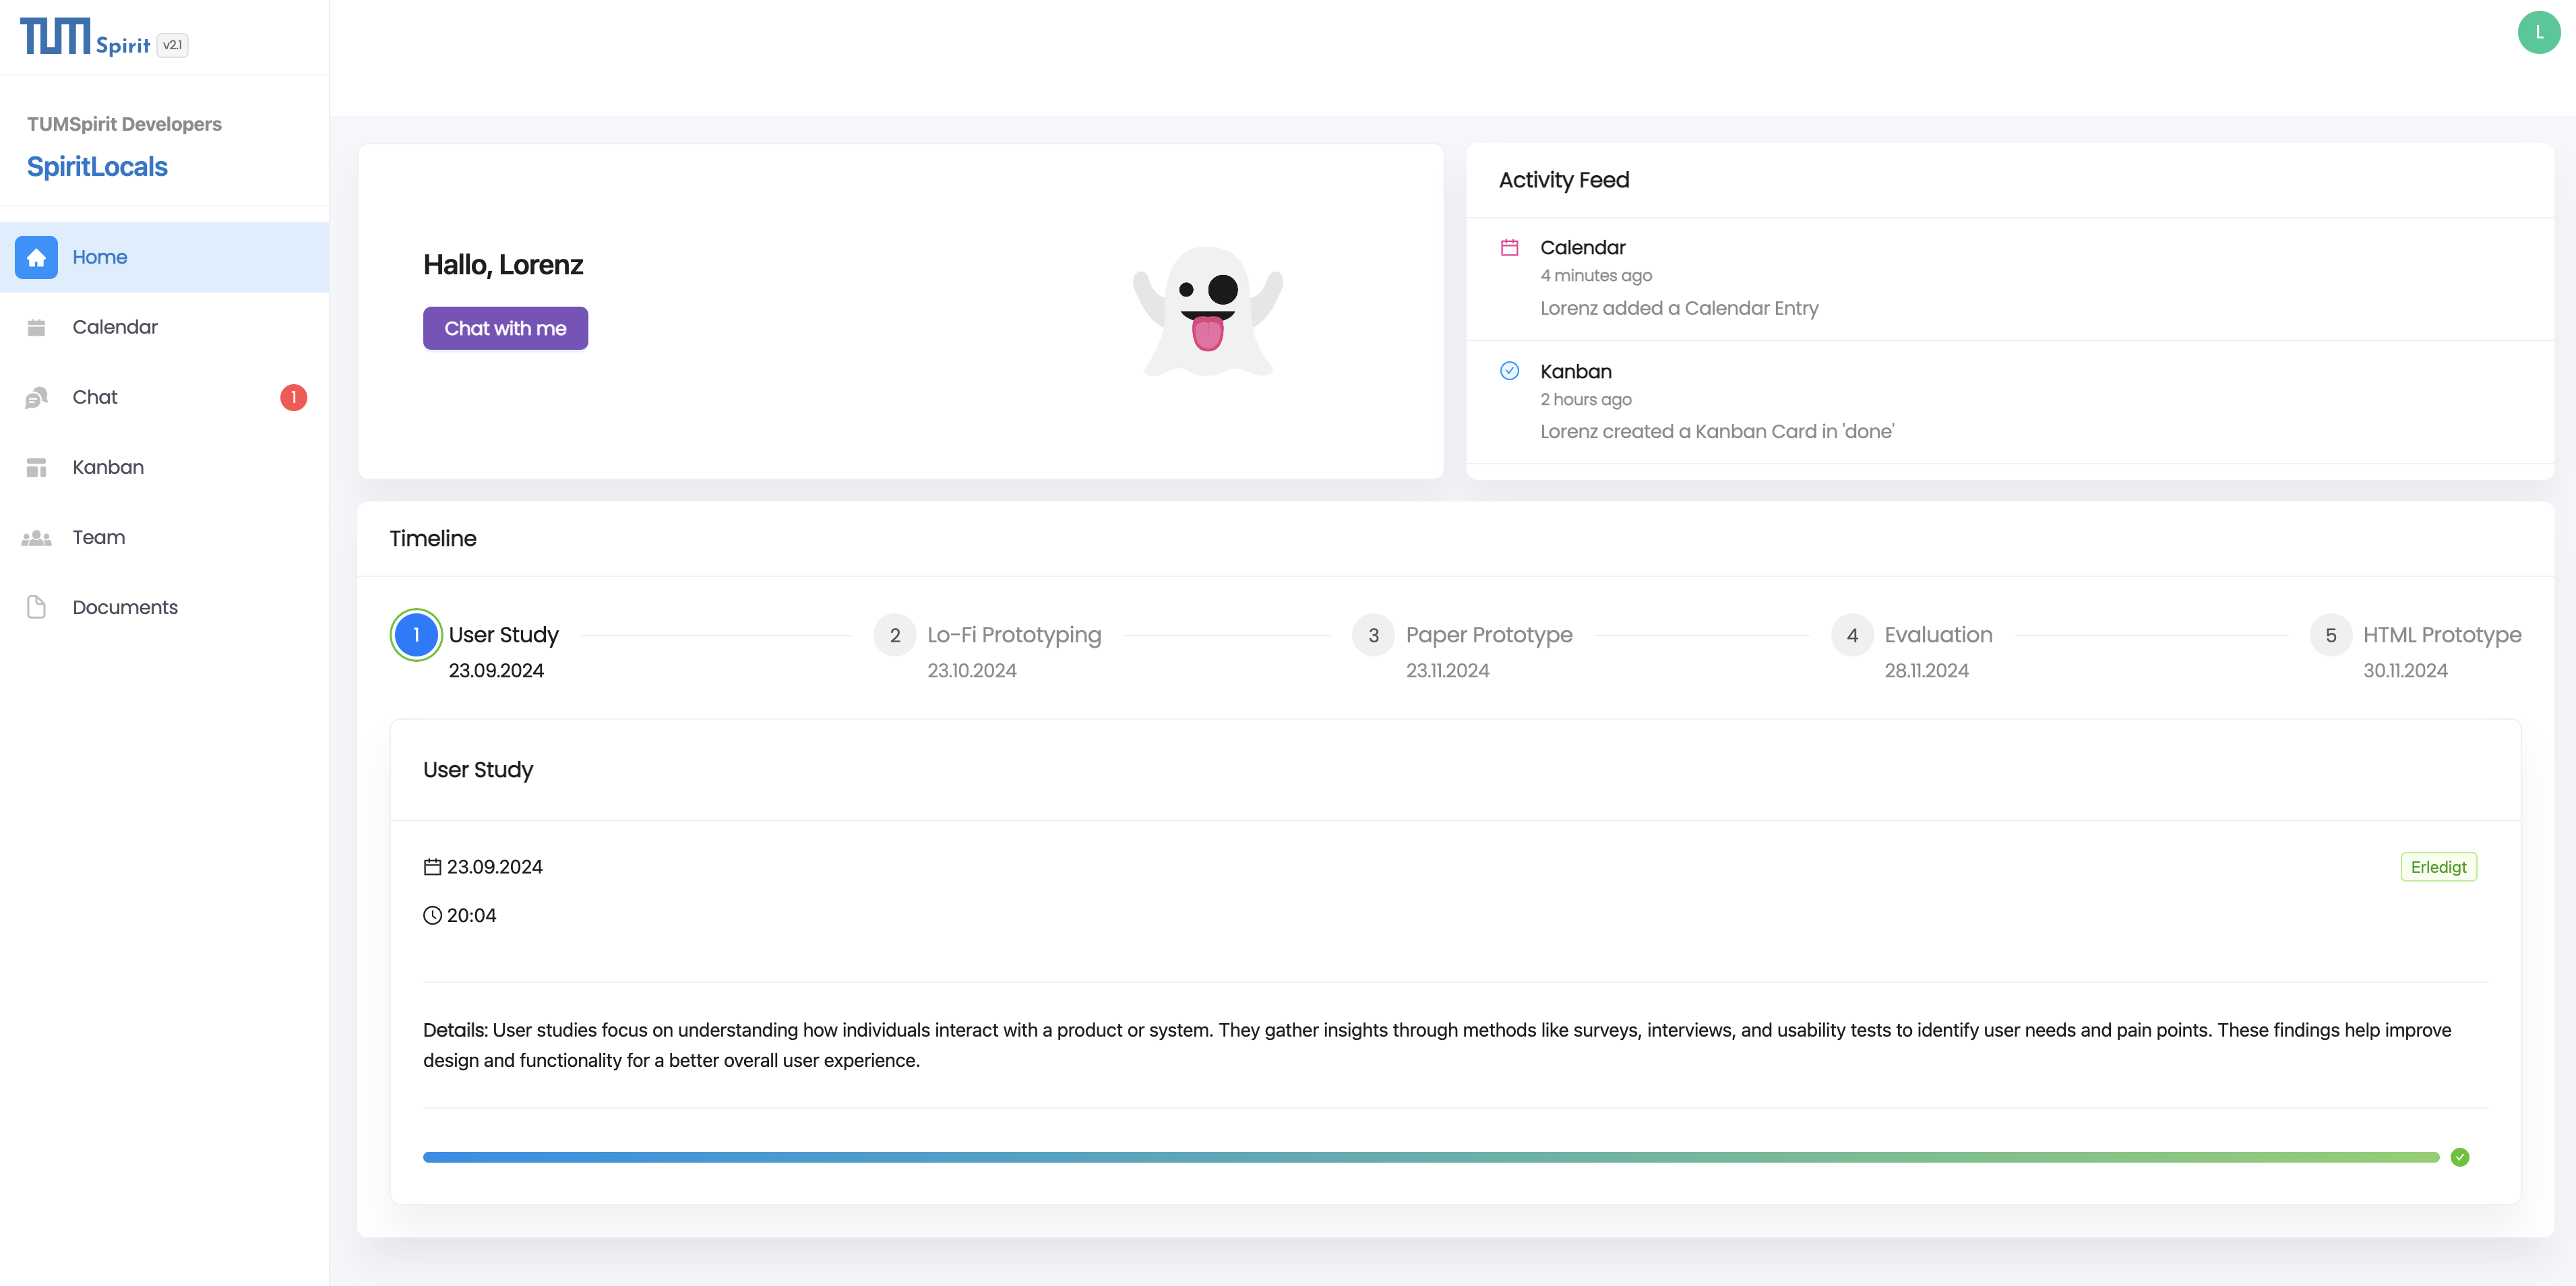 TUM Spirit v2.1
L
TUMSpirit Developers
SpiritLocals
Home
Calendar
Chat 1
Kanban
Team
Documents
Hallo, Lorenz
Chat with me
Activity Feed
Calendar
4 minutes ago
Lorenz added a Calendar Entry
Kanban
2 hours ago
Lorenz created a Kanban Card in 'done'
Timeline
1 User Study
23.09.2024
2 Lo-Fi Prototyping
23.10.2024
3 Paper Prototype
23.11.2024
4 Evaluation
28.11.2024
5 HTML Prototype
30.11.2024
User Study
23.09.2024
Erledigt
20:04
Details: User studies focus on understanding how individuals interact with a product or system. They gather insights through methods like surveys, interviews, and usability tests to identify user needs and pain points. These findings help improve
design and functionality for a better overall user experience.